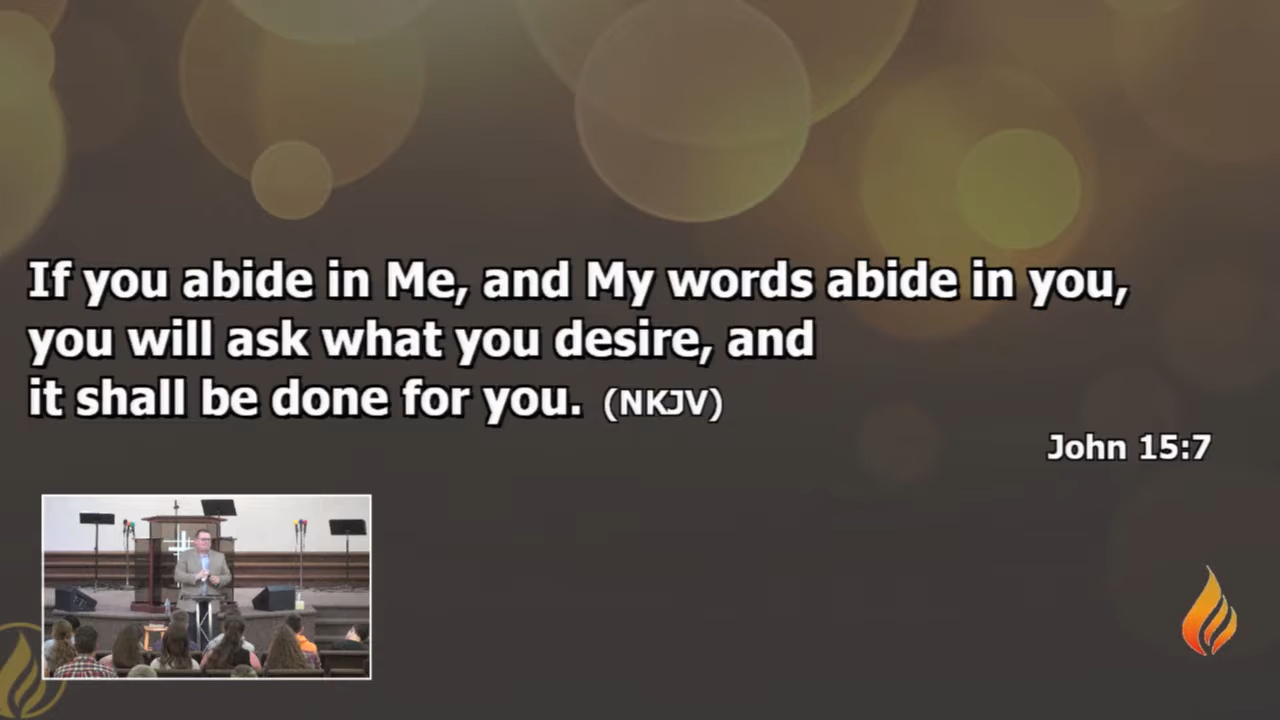 If you abide in Me, and My words abide in you,
you will ask what you desire, and
it shall be done for you. (NKJV)
John 15:7